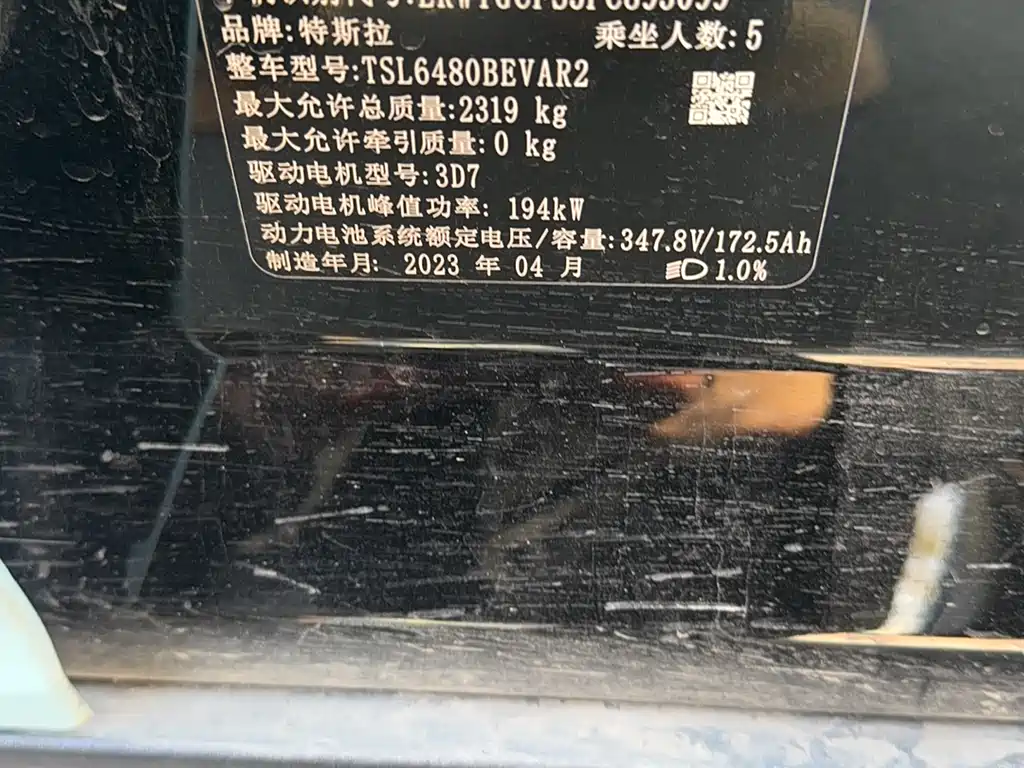 品牌:特斯拉 乘坐人数:5
整车型号:TSL6480BEVAR2
最大允许总质量:2319 kg
最大允许牵引质量:0 kg
驱动电机型号:3D7
驱动电机峰值功率: 194kW
动力电池系统额定电压/容量:347.8V/172.5Ah
制造年月: 2023 年 04 月 1.0%